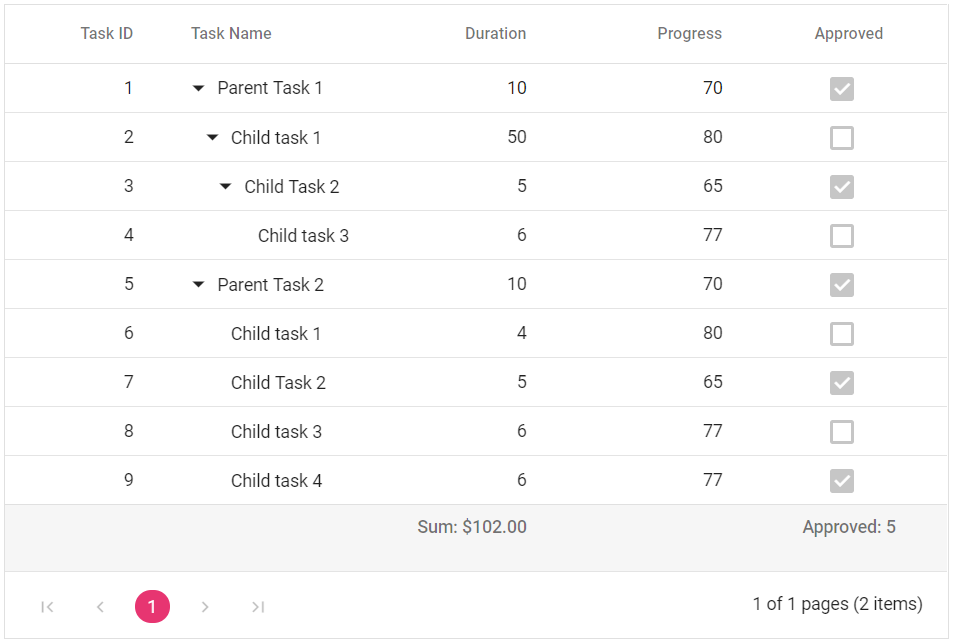 Task ID Task Name Duration Progress Approved
1 Parent Task 1 10 70
2 Child task 1 50 80
3 Child Task 2 5 65
4 Child task 3 6 77
5 Parent Task 2 10 70
6 Child task 1 4 80
7 Child Task 2 5 65
8 Child task 3 6 77
9 Child task 4 6 77
Sum: $102.00 Approved: 5
1 1 of 1 pages (2 items)